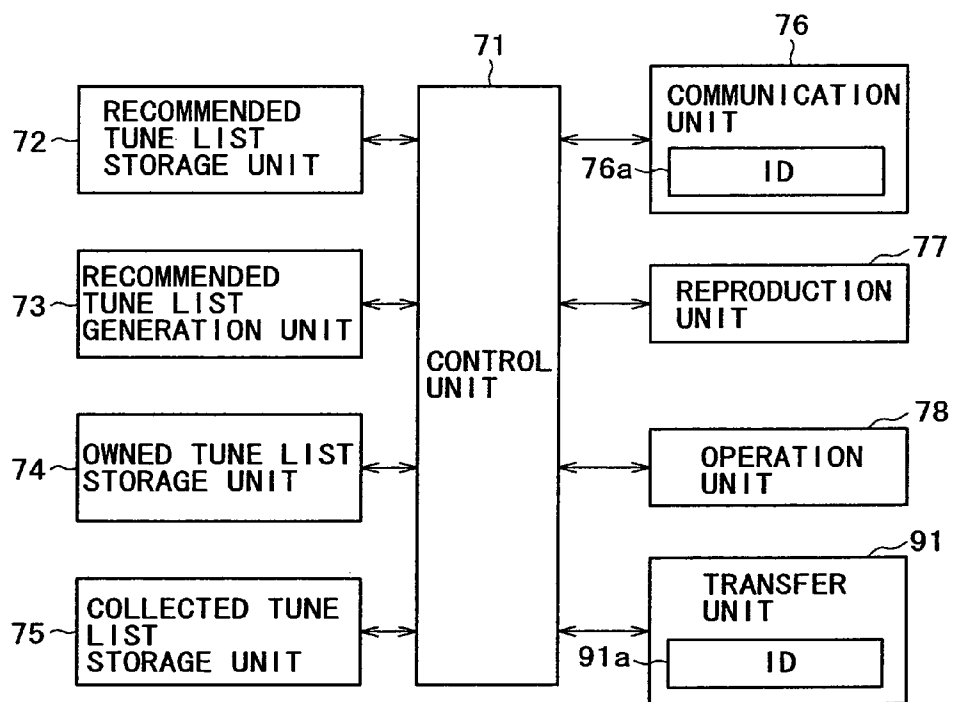 71
72
RECOMMENDED
TUNE LIST
STORAGE UNIT
73
RECOMMENDED
TUNE LIST
GENERATION UNIT
74
OWNED TUNE LIST
STORAGE UNIT
75
COLLECTED TUNE
LIST
STORAGE UNIT
CONTROL
UNIT
76
COMMUNICATION
UNIT
76a
ID
77
REPRODUCTION
UNIT
78
OPERATION
UNIT
91
TRANSFER
UNIT
91a
ID